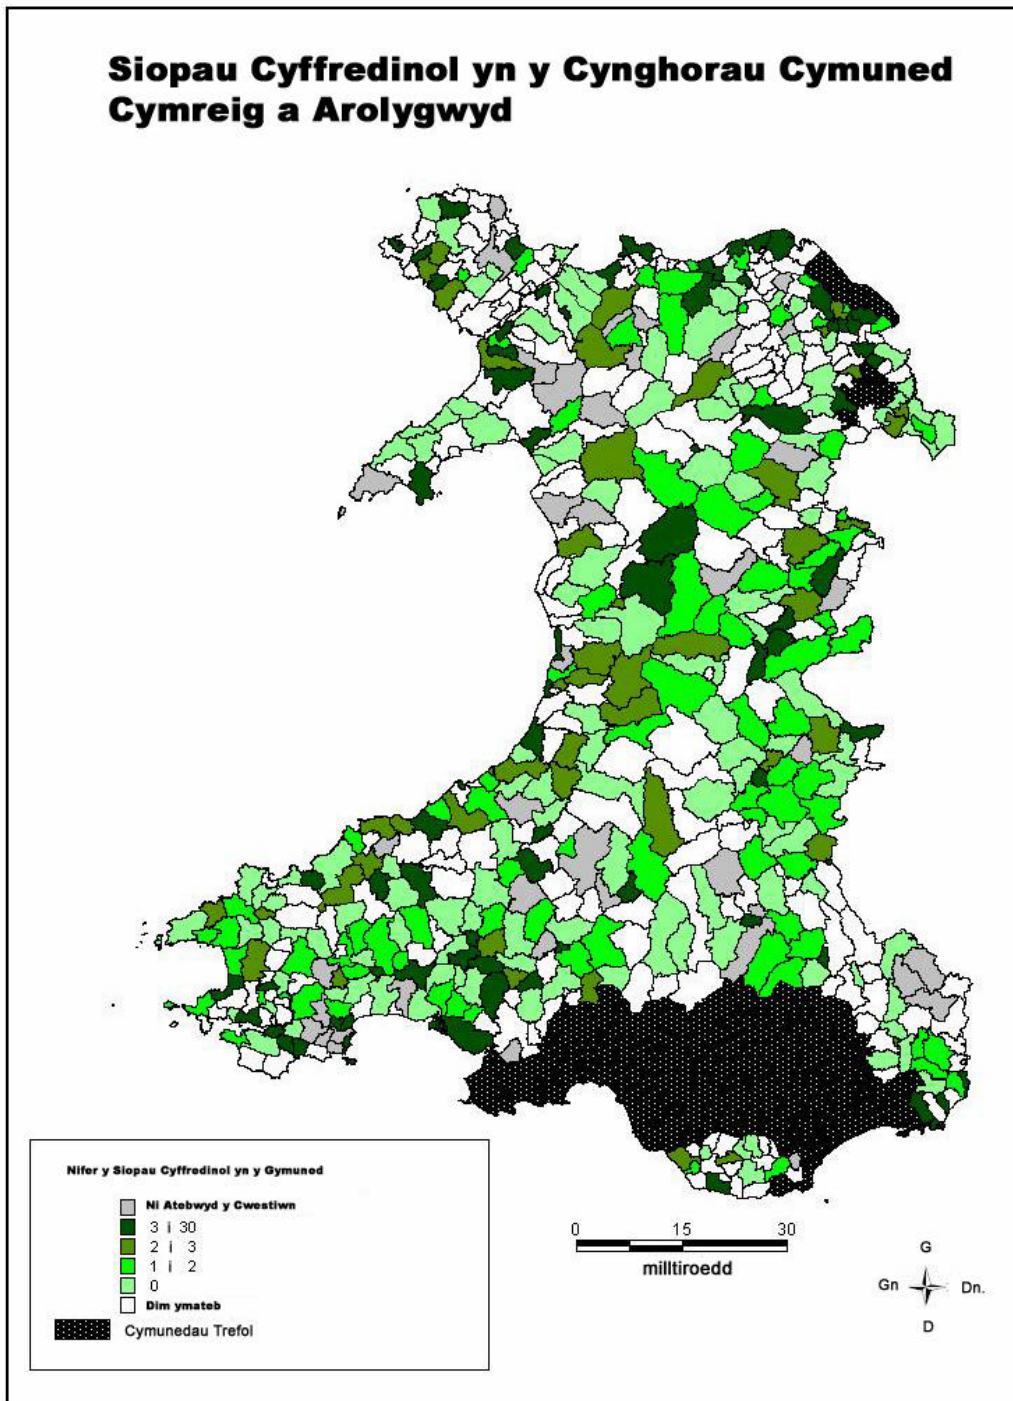 Siopau Cyffredinol yn y Cynghorau Cymuned
Cymreig a Arolygwyd
Nifer y Siopau Cyffredinol yn y Gymuned
Ni Atebwyd y Cwestiwn
3 i 30
2 i 3
1 i 2
0
Dim ymateb
Cymunedau Trefol
0 15 30
milltiroedd
G
Gn Dn.
D